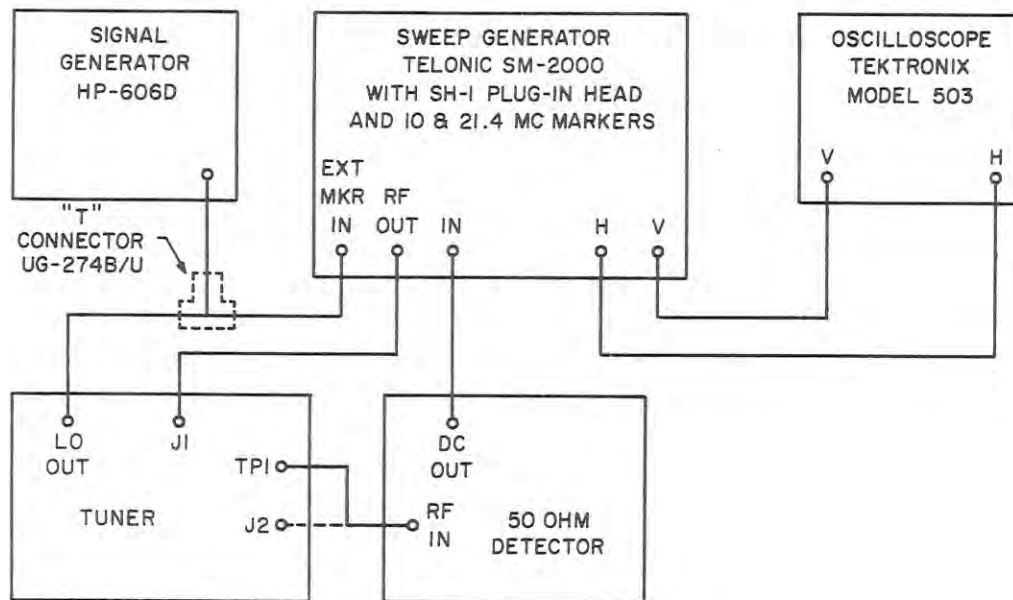 SIGNAL
GENERATOR
HP-606D
SWEEP GENERATOR
TELONIC SM-2000
WITH SH-1 PLUG-IN HEAD
AND 10 & 21.4 MC MARKERS
EXT
MKR RF
IN OUT IN H V
OSCILLOSCOPE
TEKTRONIX
MODEL 503
V H
"T"
CONNECTOR
UG-274B/U
LO
OUT
J1
TP1
J2
TUNER
DC
OUT
RF
IN
50 OHM
DETECTOR